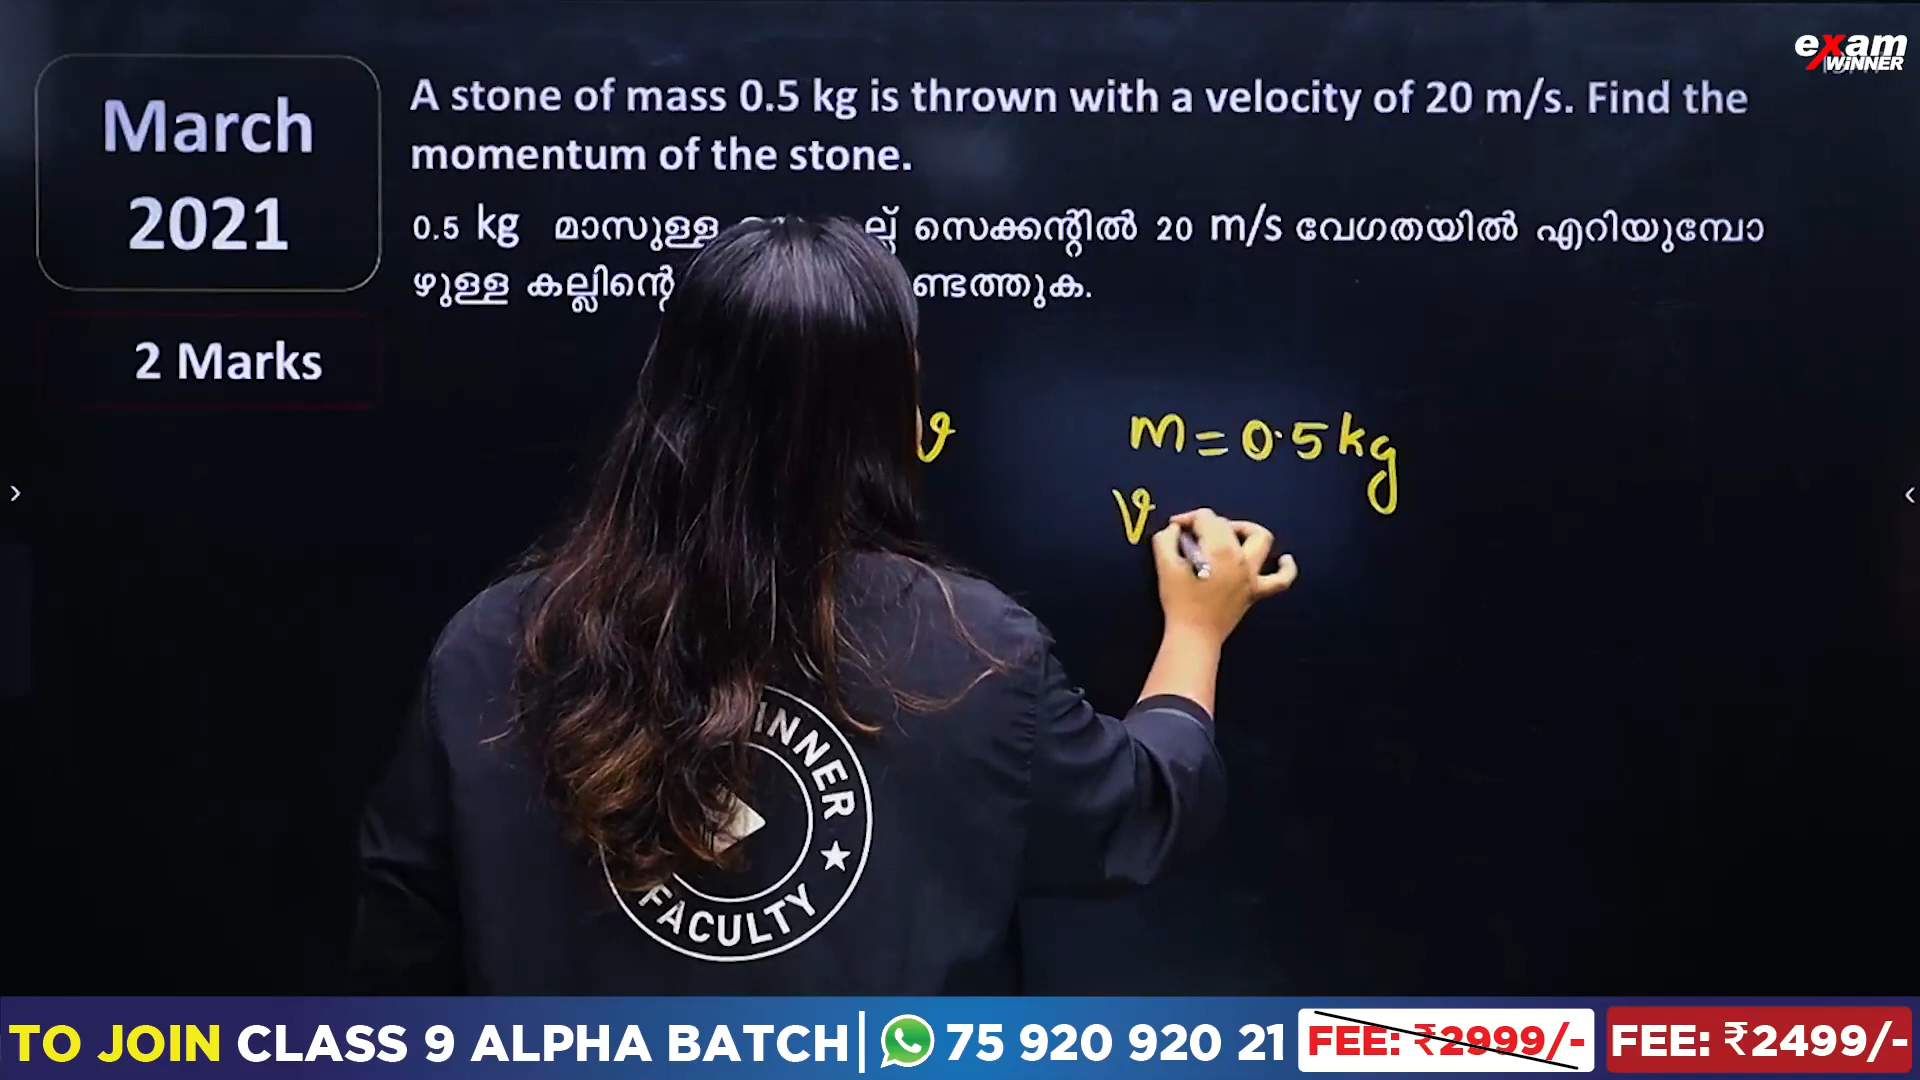 exam
WiNNER
March
2021
2 Marks
A stone of mass 0.5 kg is thrown with a velocity of 20 m/s. Find the
momentum of the stone.
0.5 kg മാസുള്ള സെക്കന്റിൽ 20 m/s വേഗതയിൽ എറിയുമ്പോ
ഴുള്ള കല്ലിന്റെ
m = 0.5 kg
v
INNER
FACULTY
TO JOIN CLASS 9 ALPHA BATCH | 75 920 920 21 FEE: ₹2999/- FEE: ₹2499/-